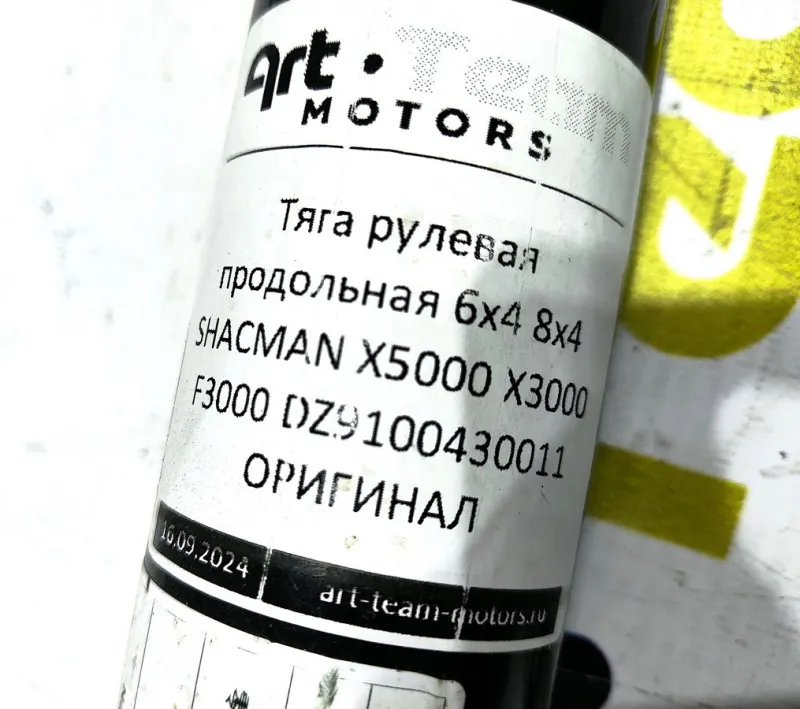 art · Team
MOTORS
Тяга рулевая
продольная 6х4 8х4
SHACMAN X5000 X3000
F3000 DZ9100430011
ОРИГИНАЛ
16.09.2024
art-team-motors.ru